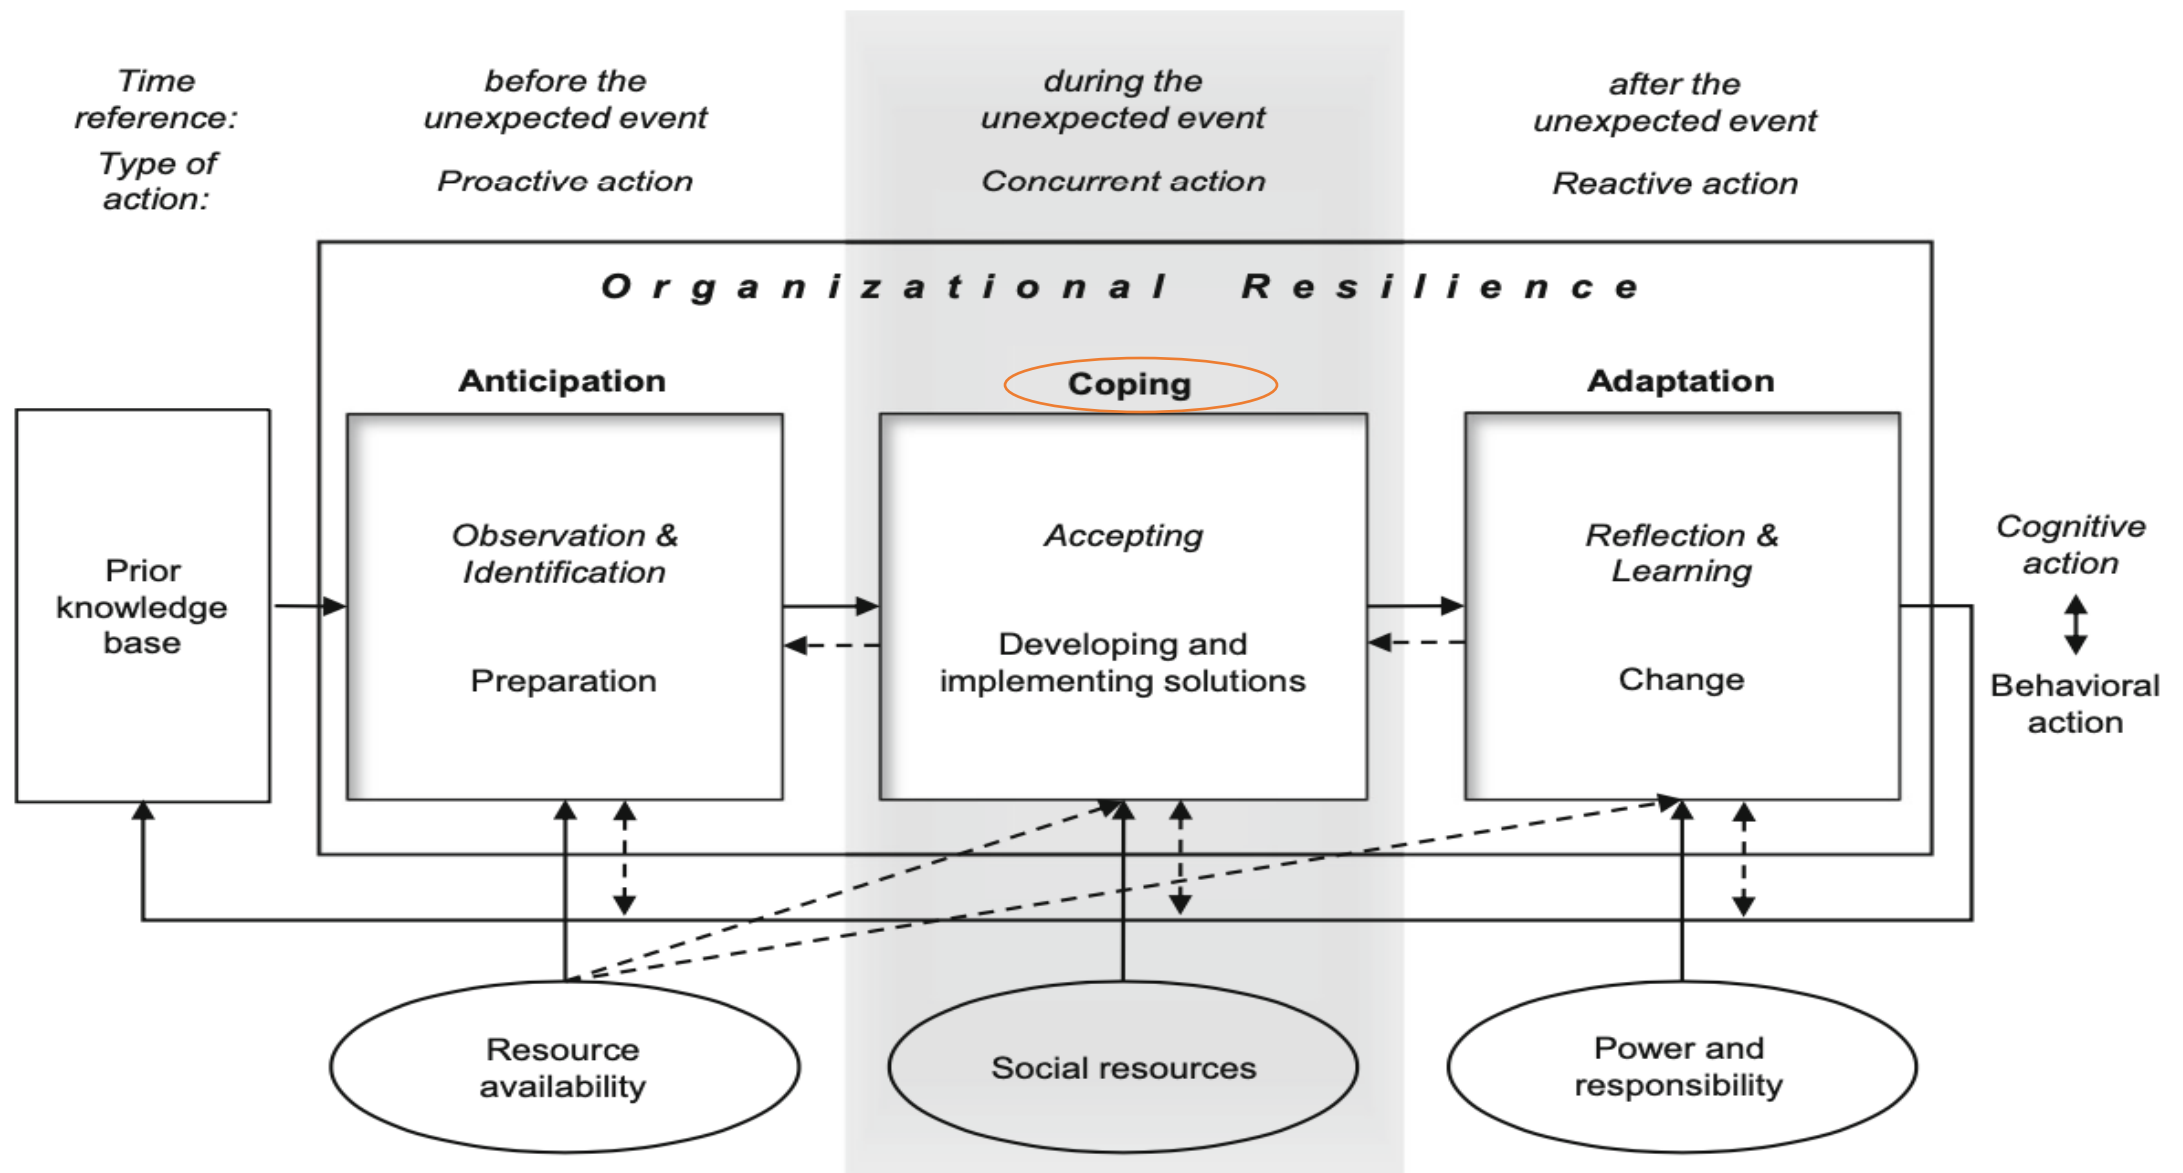 Time
reference:
before the
unexpected event
during the
unexpected event
after the
unexpected event
Type of
action:
Proactive action
Concurrent action
Reactive action
Organizational Resilience
Anticipation
Coping
Adaptation
Prior
knowledge
base
Observation &
Identification
Preparation
Accepting
Developing and
implementing solutions
Reflection &
Learning
Change
Cognitive
action
Behavioral
action
Resource
availability
Social resources
Power and
responsibility